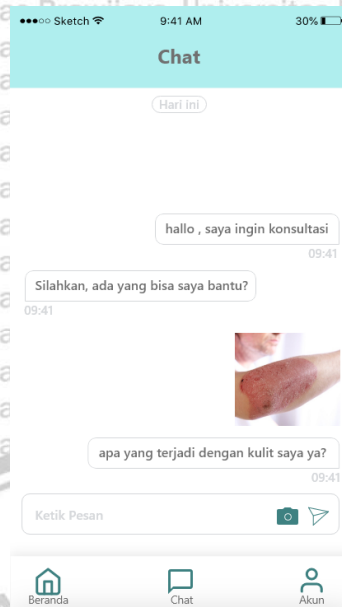 Sketch 9:41 AM 30%
Chat
Hari ini
hallo , saya ingin konsultasi
09:41
Silahkan, ada yang bisa saya bantu?
09:41
apa yang terjadi dengan kulit saya ya?
09:41
Ketik Pesan
Beranda Chat Akun